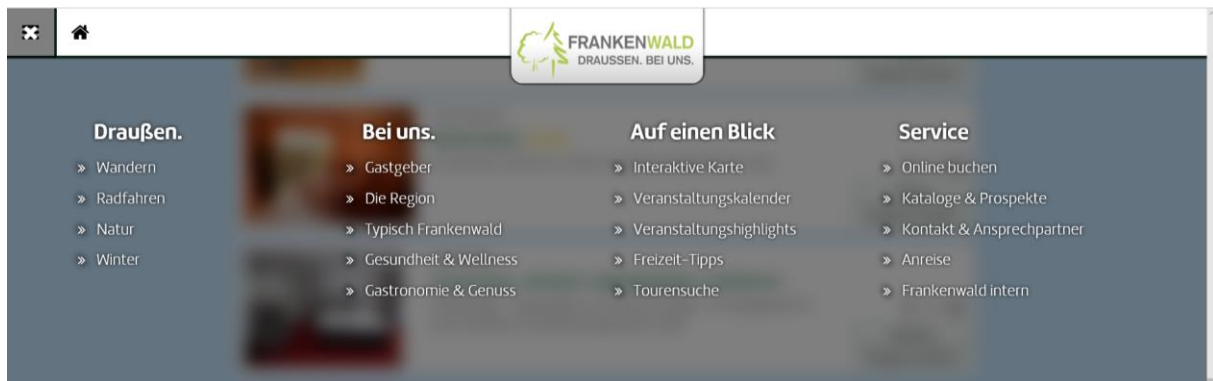 FRANKENWALD
DRAUSSEN. BEI UNS.
Draußen.
» Wandern
» Radfahren
» Natur
» Winter
Bei uns.
» Gastgeber
» Die Region
» Typisch Frankenwald
» Gesundheit & Wellness
» Gastronomie & Genuss
Auf einen Blick
» Interaktive Karte
» Veranstaltungskalender
» Veranstaltungshighlights
» Freizeit-Tipps
» Tourensuche
Service
» Online buchen
» Kataloge & Prospekte
» Kontakt & Ansprechpartner
» Anreise
» Frankenwald intern